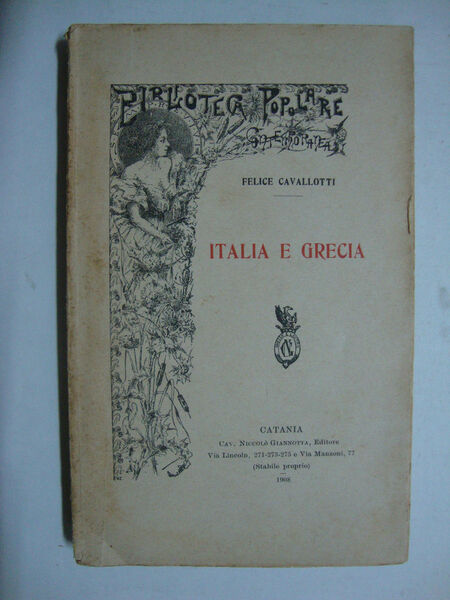 BIBLIOTECA POPOLARE
CONTEMPORANEA
FELICE CAVALLOTTI
ITALIA E GRECIA
CATANIA
CAV. NICCOLÒ GIANNOTTA, Editore
Via Lincoln, 271-273-275 e Via Manzoni, 77
(Stabile proprio)
1908